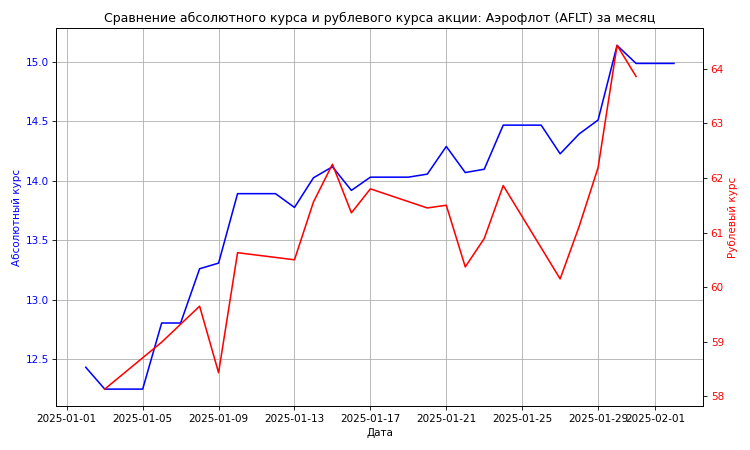 Сравнение абсолютного курса и рублевого курса акции: Аэрофлот (AFLT) за месяц
Абсолютный курс
15.0
14.5
14.0
13.5
13.0
12.5
64
63
62
61
60
59
58
Рублевый курс
2025-01-01 2025-01-05 2025-01-09 2025-01-13 2025-01-17 2025-01-21 2025-01-25 2025-01-29 2025-02-01
Дата